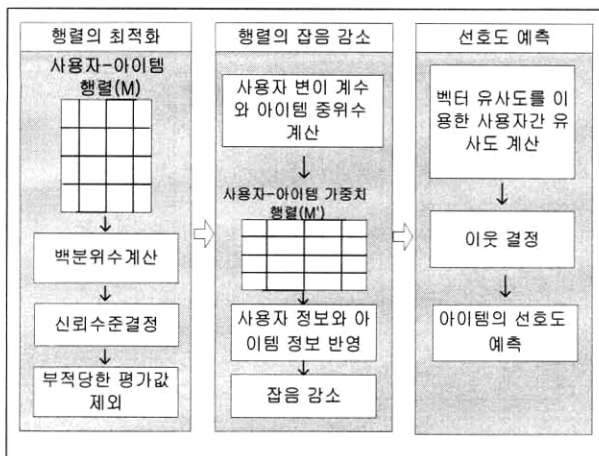 행렬의 최적화
사용자-아이템
행렬(M)
백분위수계산
신뢰수준결정
부적당한 평가값
제외
행렬의 잡음 감소
사용자 변이 계수
와 아이템 중위수
계산
사용자-아이템 가중치
행렬(M')
사용자 정보와 아
이템 정보 반영
잡음 감소
선호도 예측
벡터 유사도를 이
용한 사용자간 유
사도 계산
이웃 결정
아이템의 선호도
예측